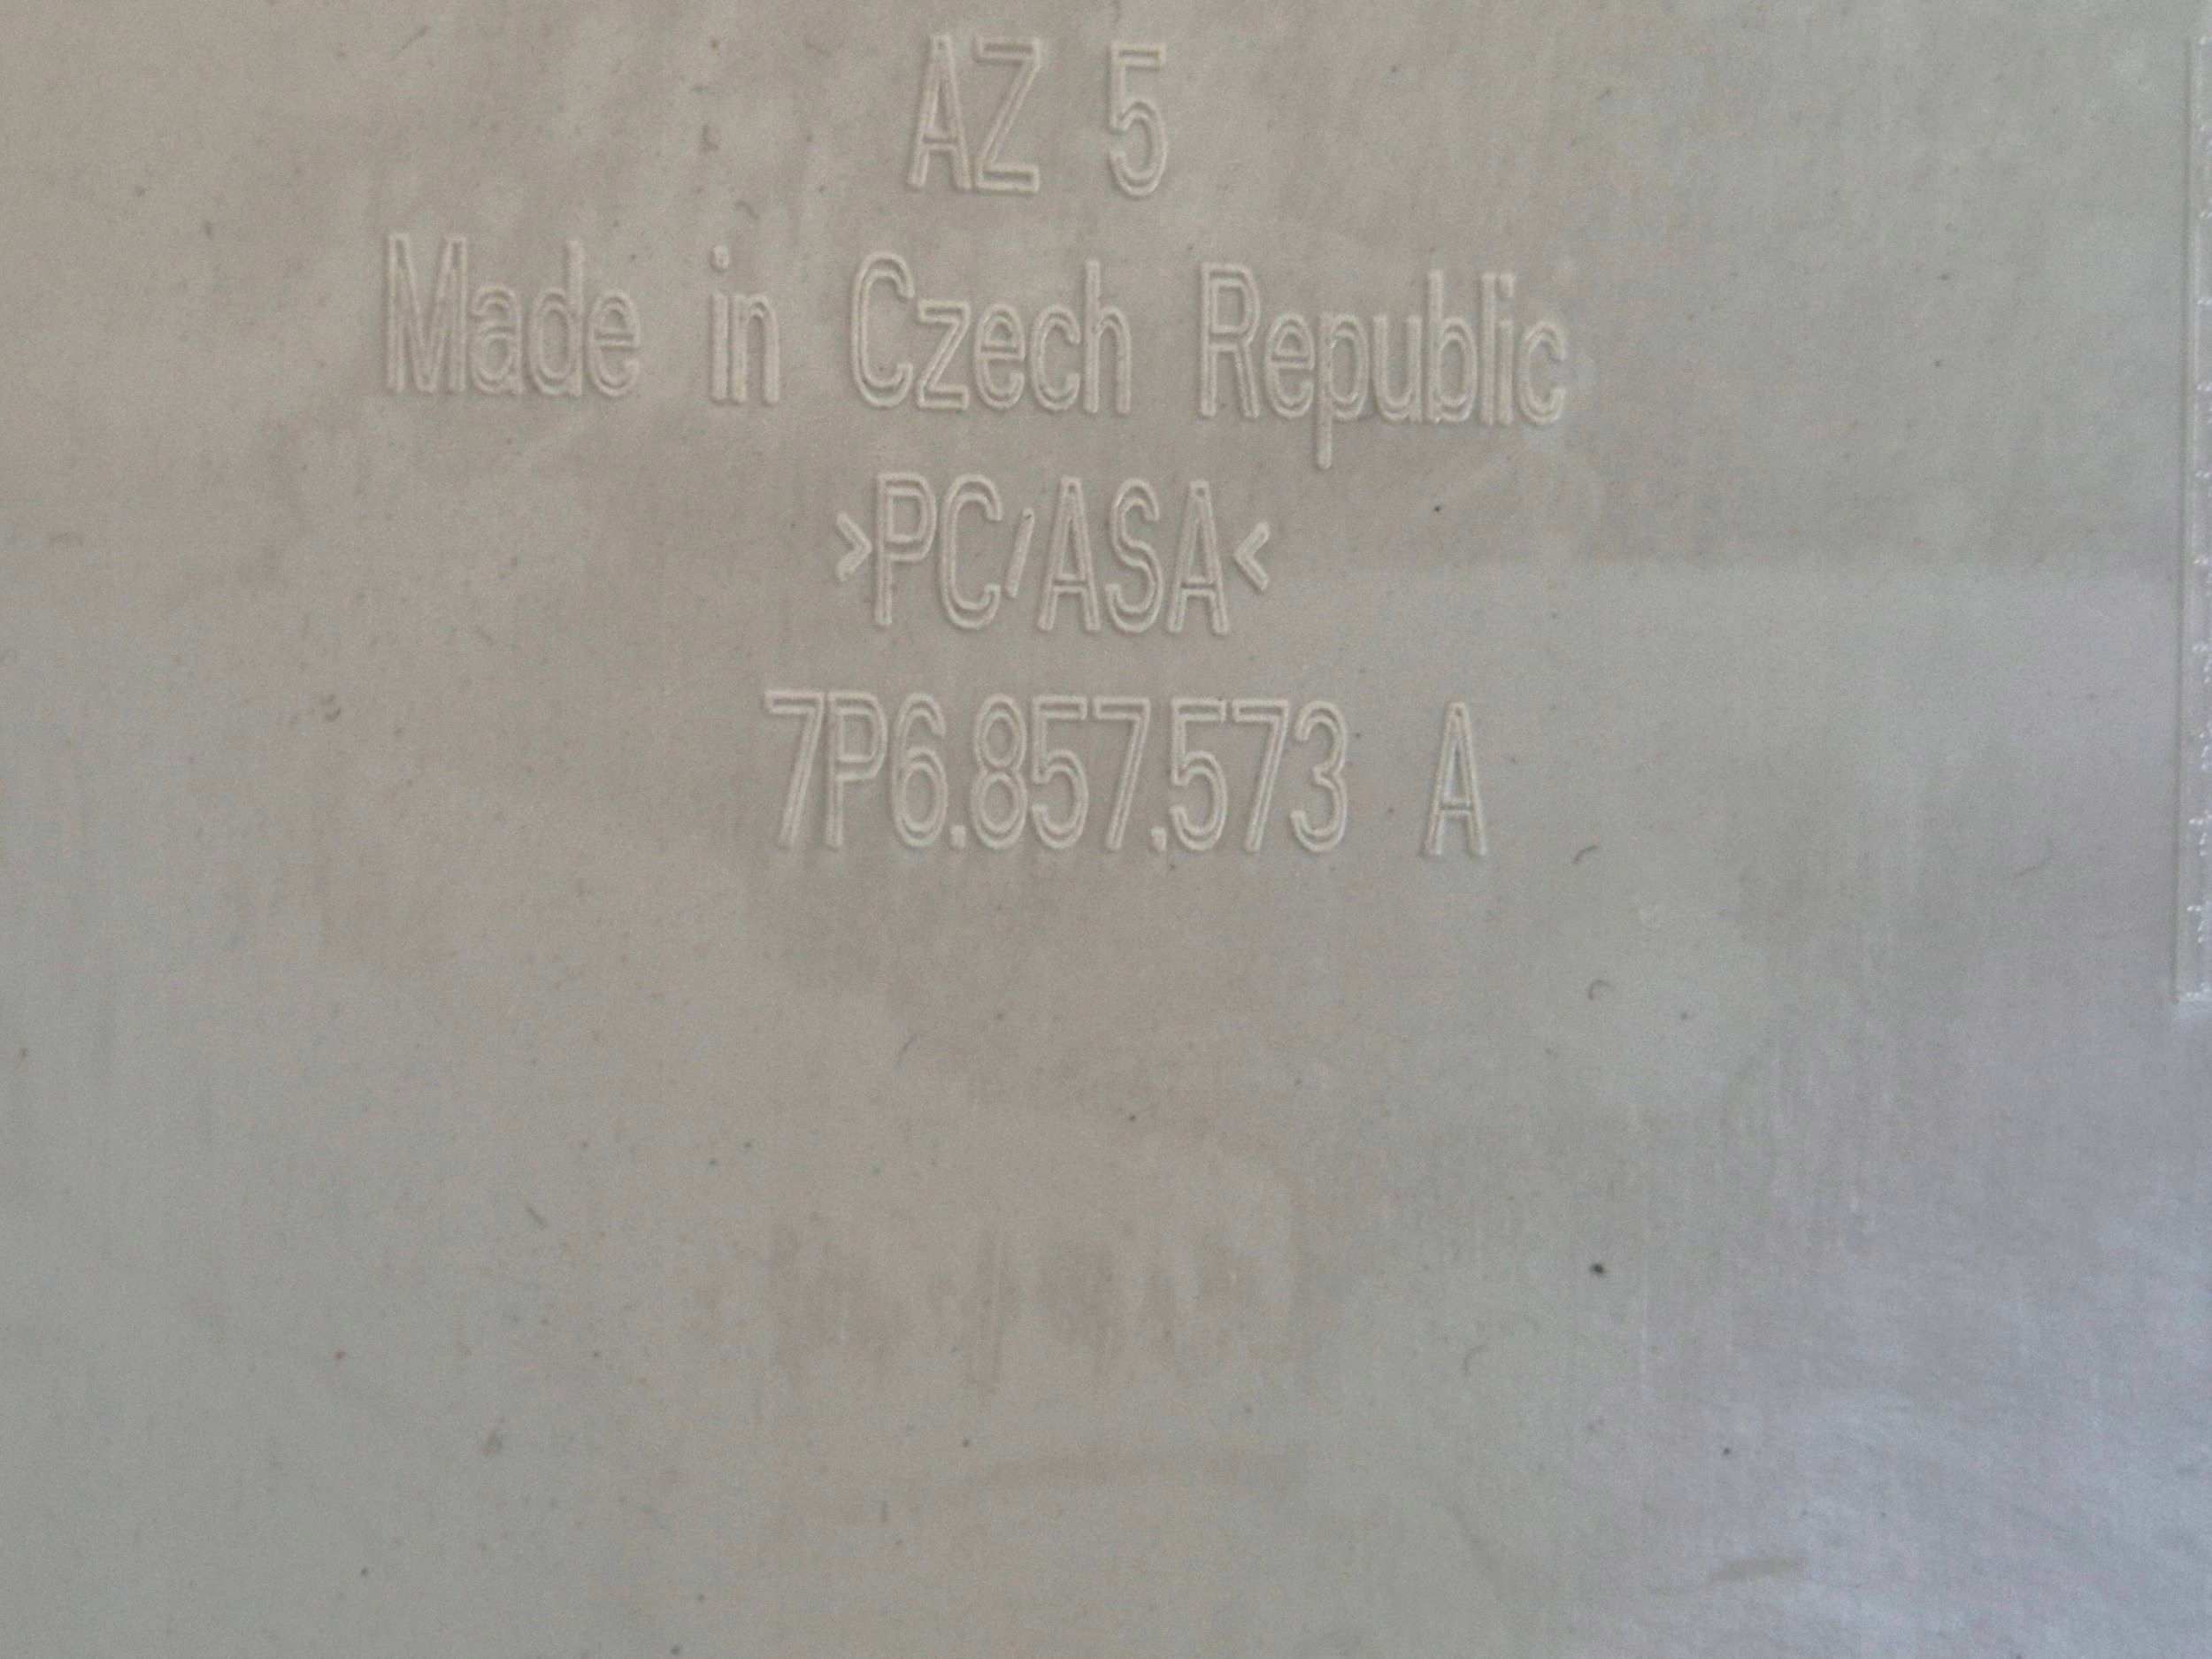 AZ 5
Made in Czech Republic
>PC/ASA<
7P6.857.573 A